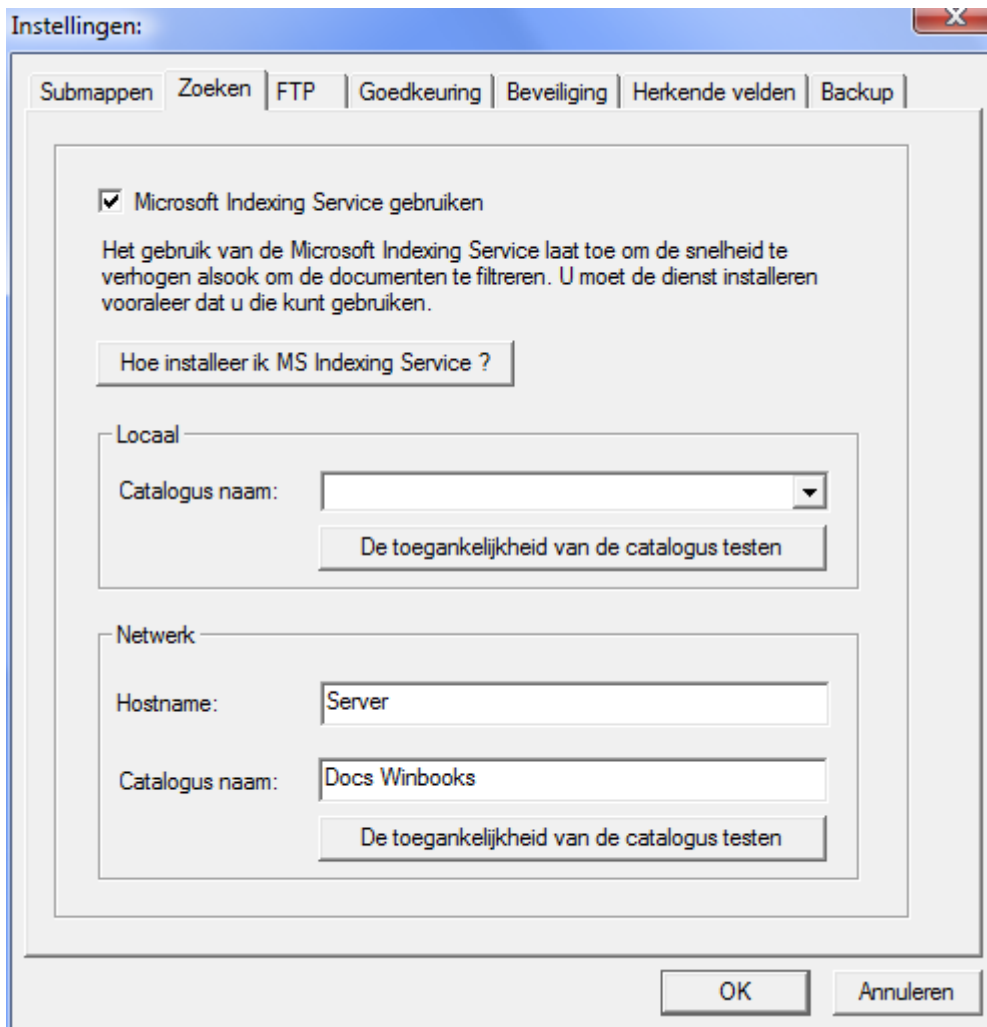 Instellingen:
Submappen Zoeken FTP Goedkeuring Beveiliging Herkende velden Backup
Microsoft Indexing Service gebruiken
Het gebruik van de Microsoft Indexing Service laat toe om de snelheid te
verhogen alsook om de documenten te filtreren. U moet de dienst installeren
vooraleer dat u die kunt gebruiken.
Hoe installeer ik MS Indexing Service ?
Locaal
Catalogus naam:
De toegankelijkheid van de catalogus testen
Netwerk
Hostname: Server
Catalogus naam: Docs Winbooks
De toegankelijkheid van de catalogus testen
OK Annuleren